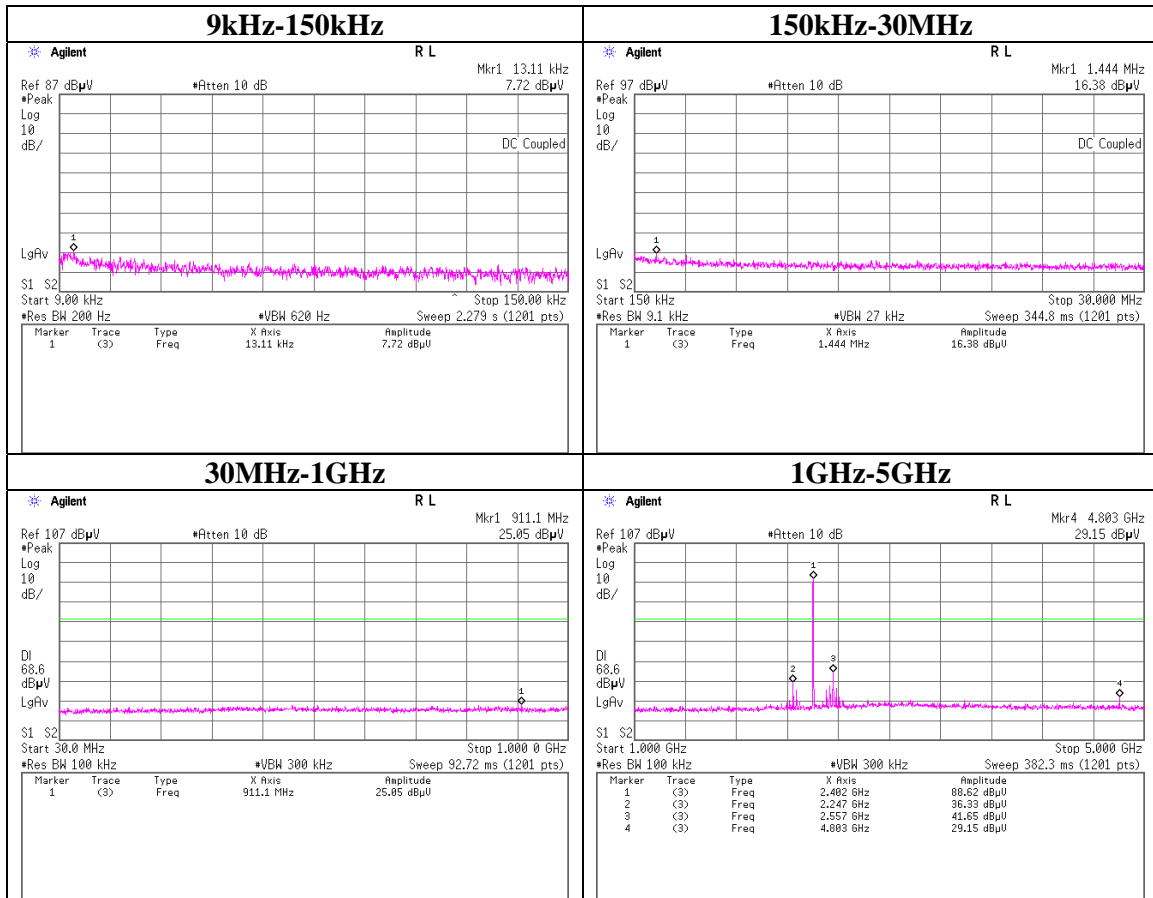 9kHz-150kHz
Agilent R L
Mkr1 13.11 kHz
Ref 87 dBµV #Atten 10 dB 7.72 dBµV
#Peak
Log
10
dB/
DC Coupled
1
LgAv
S1 S2
Start 9.00 kHz ^ Stop 150.00 kHz
#Res BW 200 Hz #VBW 620 Hz Sweep 2.279 s (1201 pts)
Marker Trace Type X Axis Amplitude
1 (3) Freq 13.11 kHz 7.72 dBµV
150kHz-30MHz
Agilent R L
Mkr1 1.444 MHz
Ref 97 dBµV #Atten 10 dB 16.38 dBµV
#Peak
Log
10
dB/
DC Coupled
1
LgAv
S1 S2
Start 150 kHz Stop 30.000 MHz
#Res BW 9.1 kHz #VBW 27 kHz Sweep 344.8 ms (1201 pts)
Marker Trace Type X Axis Amplitude
1 (3) Freq 1.444 MHz 16.38 dBµV
30MHz-1GHz
Agilent R L
Mkr1 911.1 MHz
Ref 107 dBµV #Atten 10 dB 25.05 dBµV
#Peak
Log
10
dB/
DI
68.6
dBµV
1
LgAv
S1 S2
Start 30.0 MHz Stop 1.000 0 GHz
#Res BW 100 kHz #VBW 300 kHz Sweep 92.72 ms (1201 pts)
Marker Trace Type X Axis Amplitude
1 (3) Freq 911.1 MHz 25.05 dBµV
1GHz-5GHz
Agilent R L
Mkr4 4.803 GHz
Ref 107 dBµV #Atten 10 dB 29.15 dBµV
#Peak
Log
10
dB/
1
DI
68.6
dBµV
2 3 4
LgAv
S1 S2
Start 1.000 GHz Stop 5.000 GHz
#Res BW 100 kHz #VBW 300 kHz Sweep 382.3 ms (1201 pts)
Marker Trace Type X Axis Amplitude
1 (3) Freq 2.402 GHz 88.62 dBµV
2 (3) Freq 2.247 GHz 36.33 dBµV
3 (3) Freq 2.557 GHz 41.65 dBµV
4 (3) Freq 4.803 GHz 29.15 dBµV